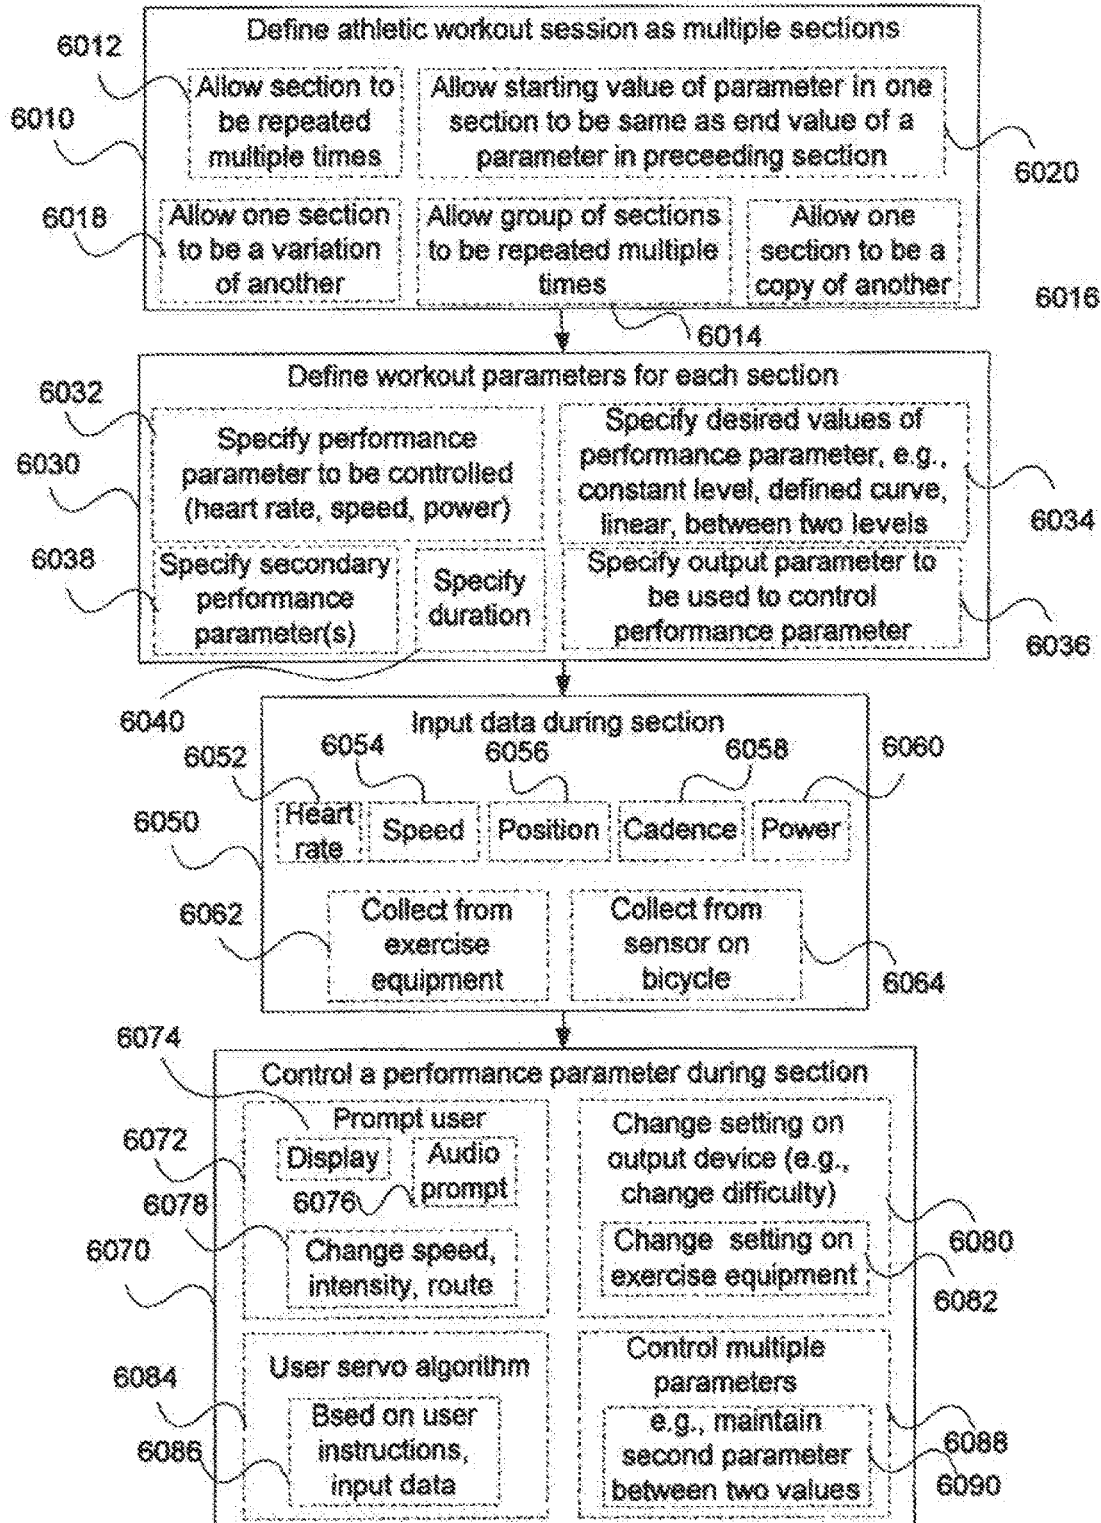 Define athletic workout session as multiple sections
6012
6010
Allow section to
be repeated
multiple times
Allow starting value of parameter in one
section to be same as end value of a
parameter in preceeding section
6020
6018
Allow one section
to be a variation
of another
Allow group of sections
to be repeated multiple
times
Allow one
section to be a
copy of another
6016
6014
Define workout parameters for each section
6032
6030
Specify performance
parameter to be controlled
(heart rate, speed, power)
Specify desired values of
performance parameter, e.g.,
constant level, defined curve,
linear, between two levels
6034
6038
Specify secondary
performance
parameter(s)
Specify
duration
Specify output parameter to
be used to control
performance parameter
6036
6040
Input data during section
6052
6054
6056
6058
6060
6050
Heart
rate
Speed
Position
Cadence
Power
6062
Collect from
exercise
equipment
Collect from
sensor on
bicycle
6064
6074
Control a performance parameter during section
6072
Prompt user
Display
Audio
prompt
6076
6078
6070
Change speed,
intensity, route
Change setting on
output device (e.g.,
change difficulty)
6080
Change setting on
exercise equipment
6082
6084
User servo algorithm
6086
Bsed on user
instructions,
input data
Control multiple
parameters
6088
e.g., maintain
second parameter
between two values
6090